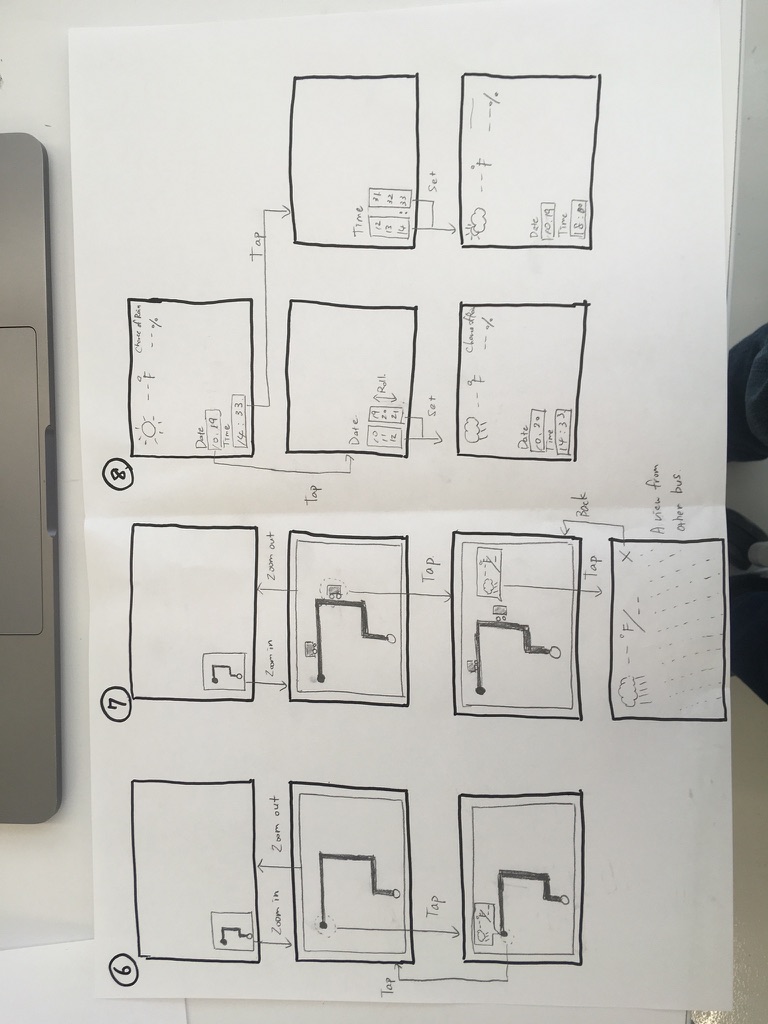 6
Zoom in
Zoom out
Tap
Tap
--°F/--
7
Zoom in
Zoom out
Tap
--°F/--
Tap
Back
--°F/--
X
A view from
other bus
8
--°F
Chance of Rain
--%
Date
10.19
Time
14:33
Tap
Tap
Date
10 19
11 20
12 21
Roll
Set
--°F
Chance of Rain
--%
Date
10.20
Time
14:33
Time
12 31
13 32
14 : 33
Set
--°F
--%
Date
10.19
Time
18:00